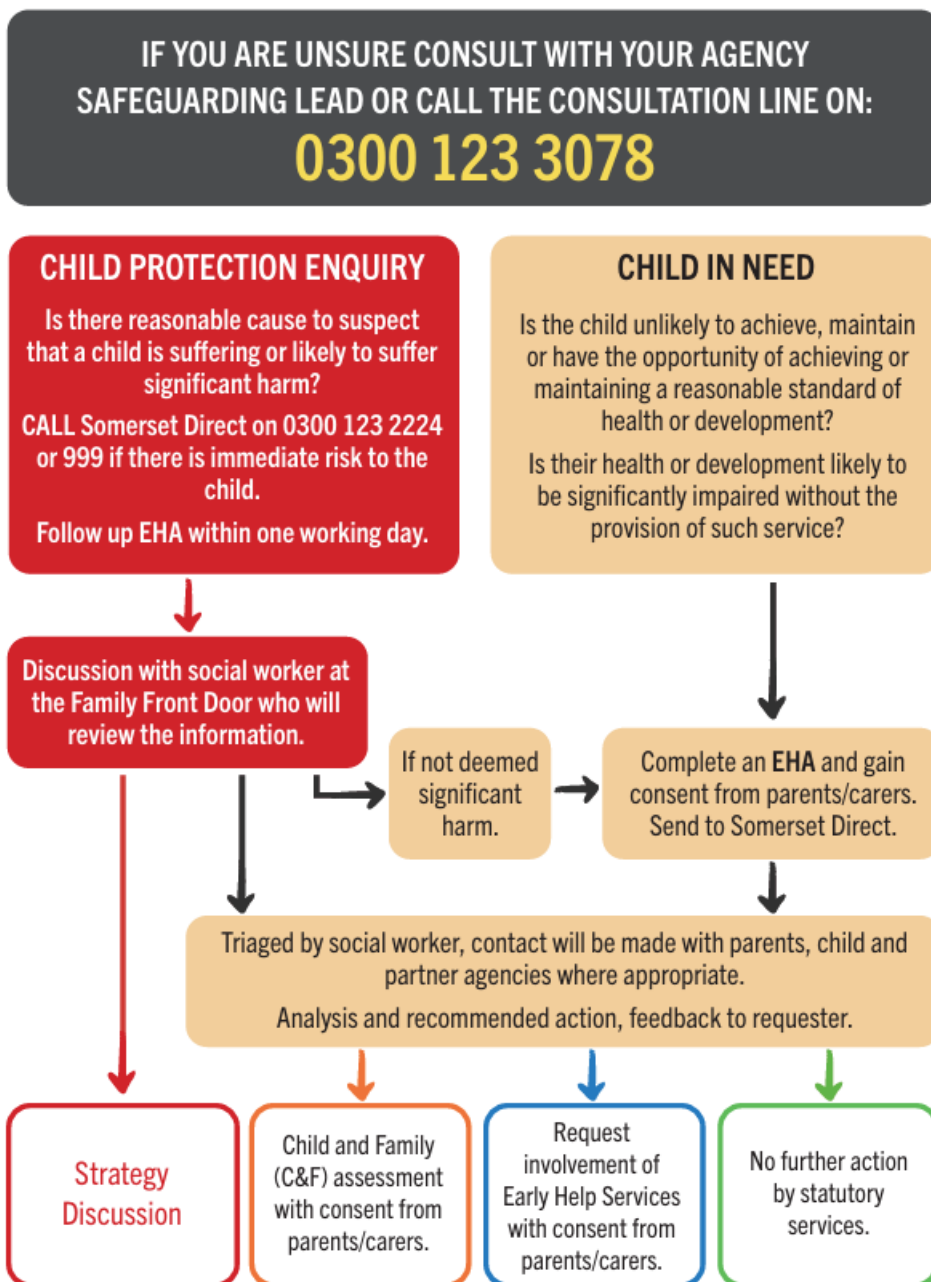 IF YOU ARE UNSURE CONSULT WITH YOUR AGENCY
SAFEGUARDING LEAD OR CALL THE CONSULTATION LINE ON:
0300 123 3078
CHILD PROTECTION ENQUIRY
Is there reasonable cause to suspect
that a child is suffering or likely to suffer
significant harm?
CALL Somerset Direct on 0300 123 2224
or 999 if there is immediate risk to the
child.
Follow up EHA within one working day.
CHILD IN NEED
Is the child unlikely to achieve, maintain
or have the opportunity of achieving or
maintaining a reasonable standard of
health or development?
Is their health or development likely to
be significantly impaired without the
provision of such service?
Discussion with social worker at
the Family Front Door who will
review the information.
If not deemed
significant
harm.
Complete an EHA and gain
consent from parents/carers.
Send to Somerset Direct.
Triaged by social worker, contact will be made with parents, child and
partner agencies where appropriate.
Analysis and recommended action, feedback to requester.
Strategy
Discussion
Child and Family
(C&F) assessment
with consent from
parents/carers.
Request
involvement of
Early Help Services
with consent from
parents/carers.
No further action
by statutory
services.